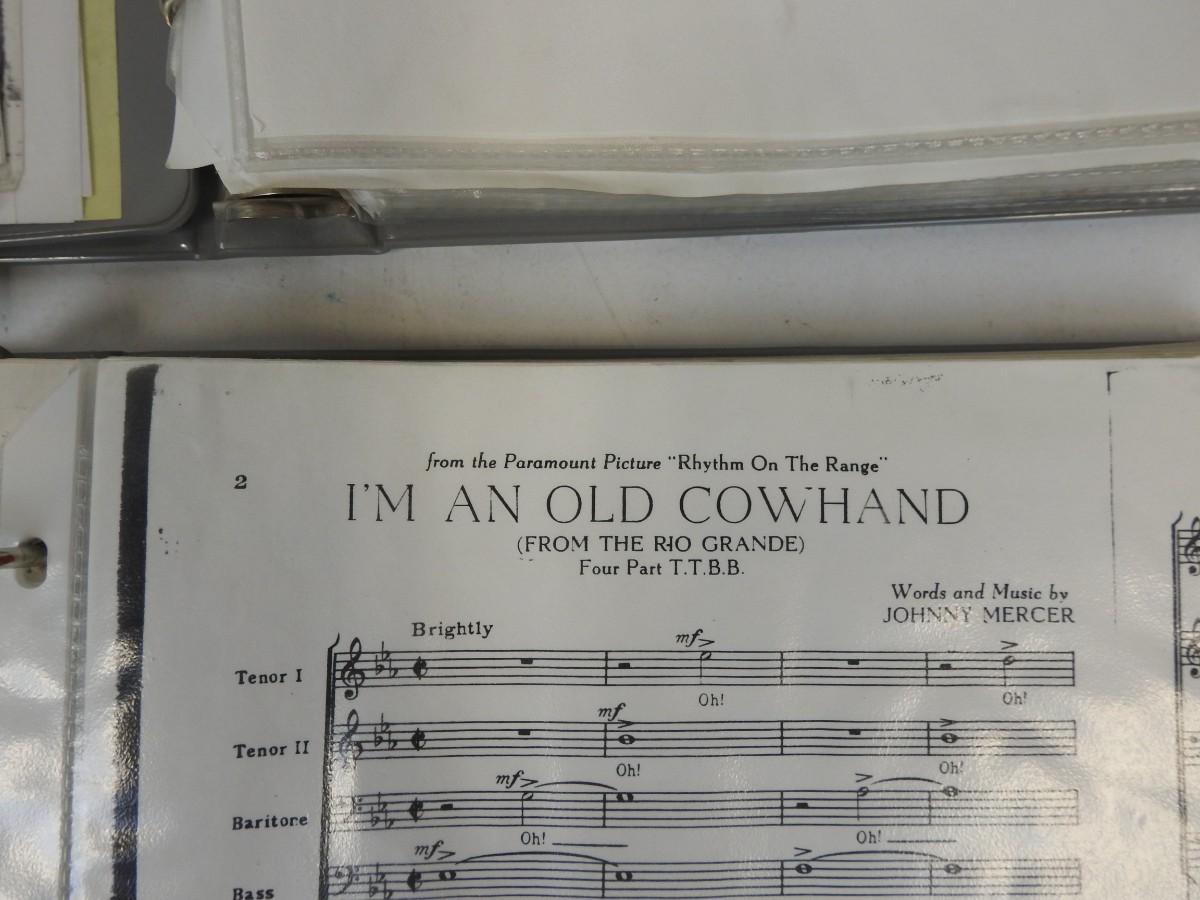 from the Paramount Picture "Rhythm On The Range"
2
I'M AN OLD COWHAND
(FROM THE RIO GRANDE)
Four Part T.T.B.B.
Words and Music by
JOHNNY MERCER
Brightly
mf
Tenor I
Oh! Oh!
mf
Tenor II
Oh! Oh!
mf
Baritone
Oh! Oh!
mf
Bass